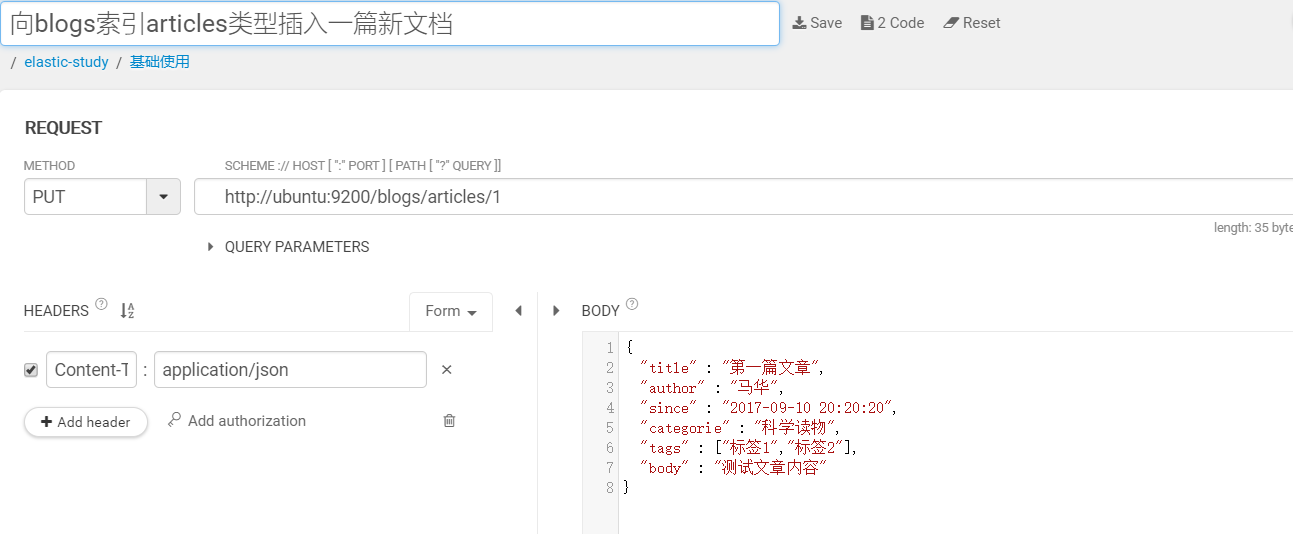 向blogs索引articles类型插入一篇新文档 Save 2 Code Reset
/ elastic-study / 基础使用
REQUEST
METHOD SCHEME :// HOST [ ":" PORT ] [ PATH [ "?" QUERY ]]
PUT http://ubuntu:9200/blogs/articles/1
length: 35 byte
QUERY PARAMETERS
HEADERS ? Form BODY ?
Content-T : application/json ×
+ Add header Add authorization
1 {
2 "title" : "第一篇文章",
3 "author" : "马华",
4 "since" : "2017-09-10 20:20:20",
5 "categorie" : "科学读物",
6 "tags" : ["标签1","标签2"],
7 "body" : "测试文章内容"
8 }